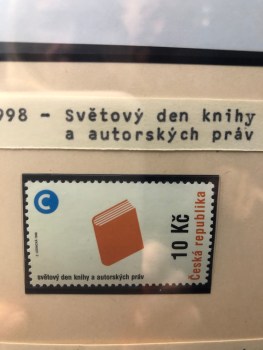 998 - Světový den knihy
a autorských práv
C
10 Kč
Česká republika
světový den knihy a autorských práv